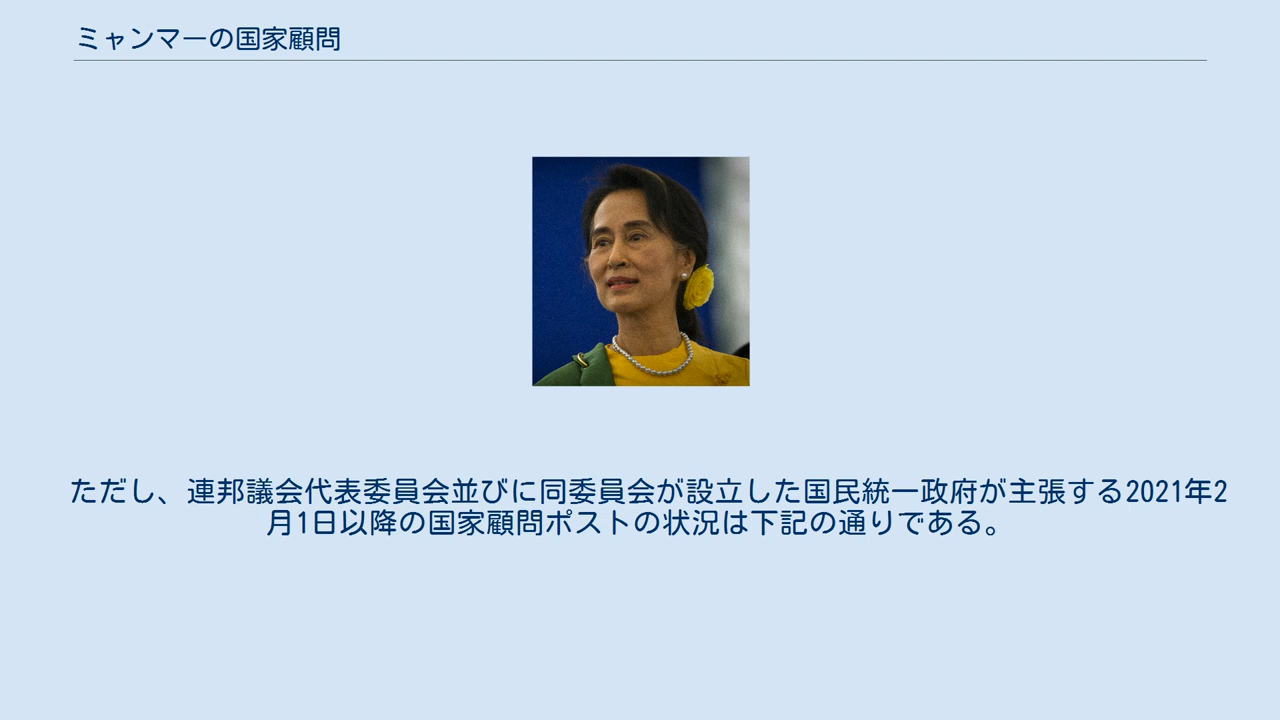 ミャンマーの国家顧問
ただし、連邦議会代表委員会並びに同委員会が設立した国民統一政府が主張する2021年2
月1日以降の国家顧問ポストの状況は下記の通りである。